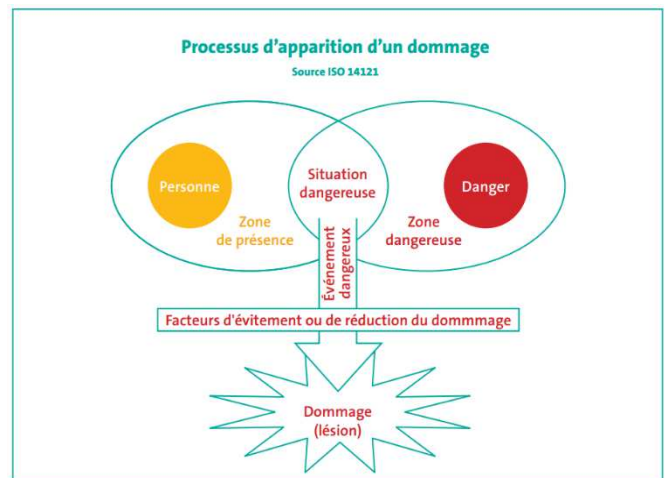 Processus d’apparition d’un dommage
Source ISO 14121
Personne
Situation
dangereuse
Danger
Zone
de présence
Zone
dangereuse
Événement
dangereux
Facteurs d'évitement ou de réduction du dommmage
Dommage
(lésion)